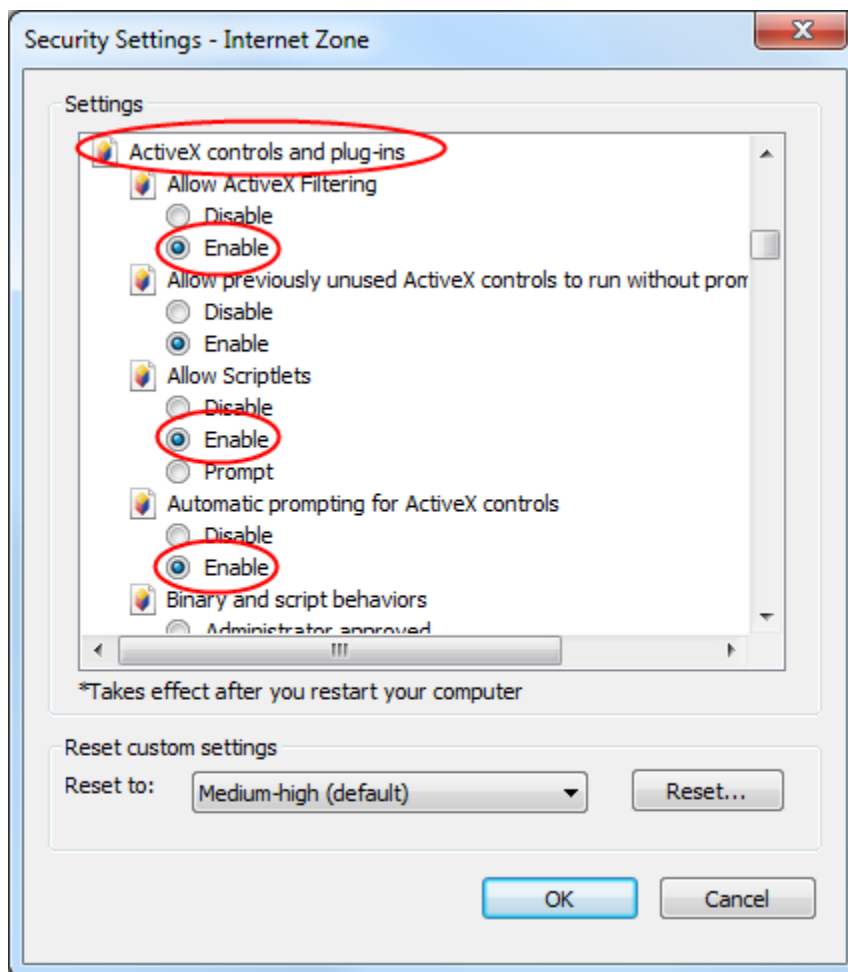 Security Settings - Internet Zone
Settings
ActiveX controls and plug-ins
Allow ActiveX Filtering
Disable
Enable
Allow previously unused ActiveX controls to run without prom
Disable
Enable
Allow Scriptlets
Disable
Enable
Prompt
Automatic prompting for ActiveX controls
Disable
Enable
Binary and script behaviors
Administrator approved
*Takes effect after you restart your computer
Reset custom settings
Reset to:
Medium-high (default)
Reset...
OK
Cancel